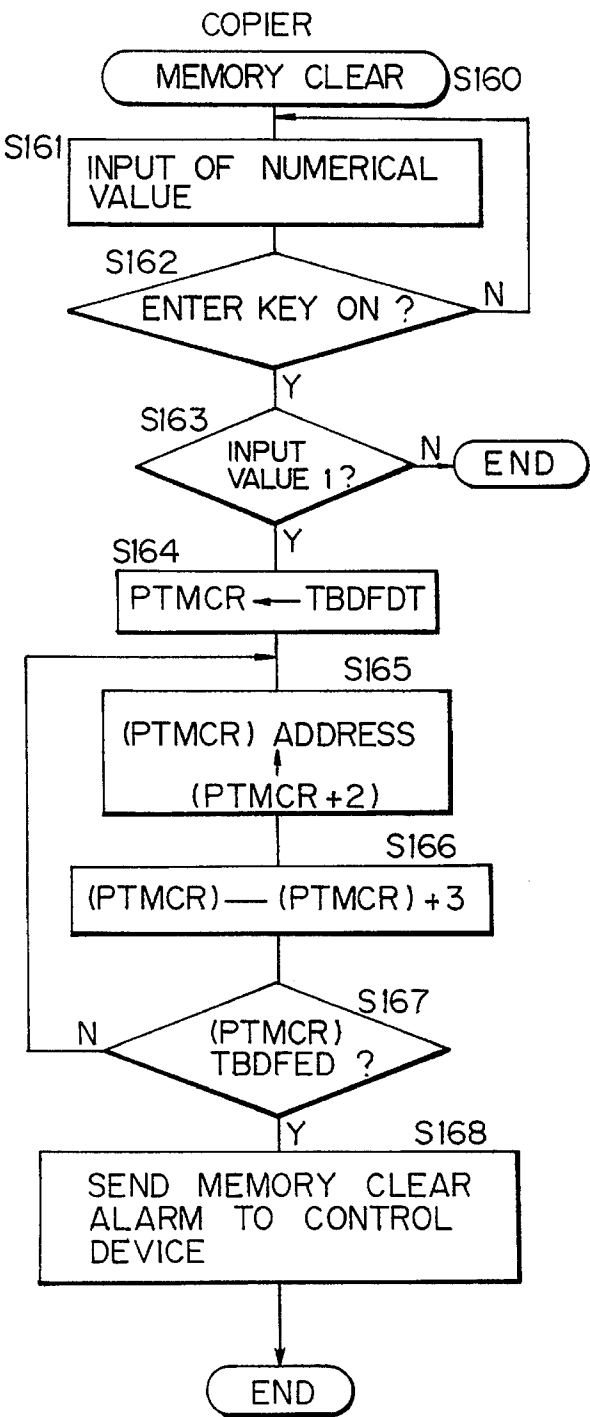 COPIER
MEMORY CLEAR
S160
S161
INPUT OF NUMERICAL
VALUE
S162
ENTER KEY ON ?
N
Y
S163
INPUT
VALUE 1?
N
END
Y
S164
PTMCR ← TBDFDT
S165
(PTMCR) ADDRESS
↑
(PTMCR+2)
S166
(PTMCR) — (PTMCR) +3
S167
(PTMCR)
TBDFED ?
N
Y
S168
SEND MEMORY CLEAR
ALARM TO CONTROL
DEVICE
END